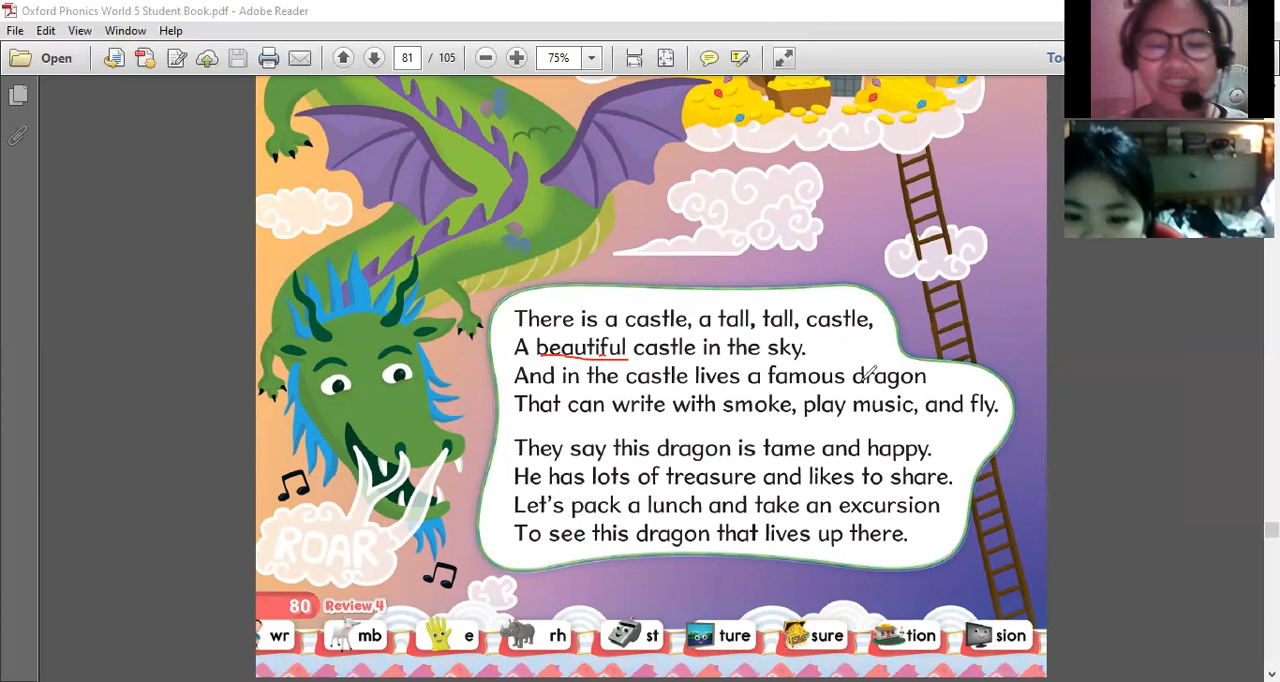 Oxford Phonics World 5 Student Book.pdf - Adobe Reader
File Edit View Window Help
Open 81 / 105 75%
There is a castle, a tall, tall, castle,
A beautiful castle in the sky.
And in the castle lives a famous dragon
That can write with smoke, play music, and fly.
They say this dragon is tame and happy.
He has lots of treasure and likes to share.
Let's pack a lunch and take an excursion
To see this dragon that lives up there.
ROAR
80 Review 4
wr mb e rh st ture sure tion sion